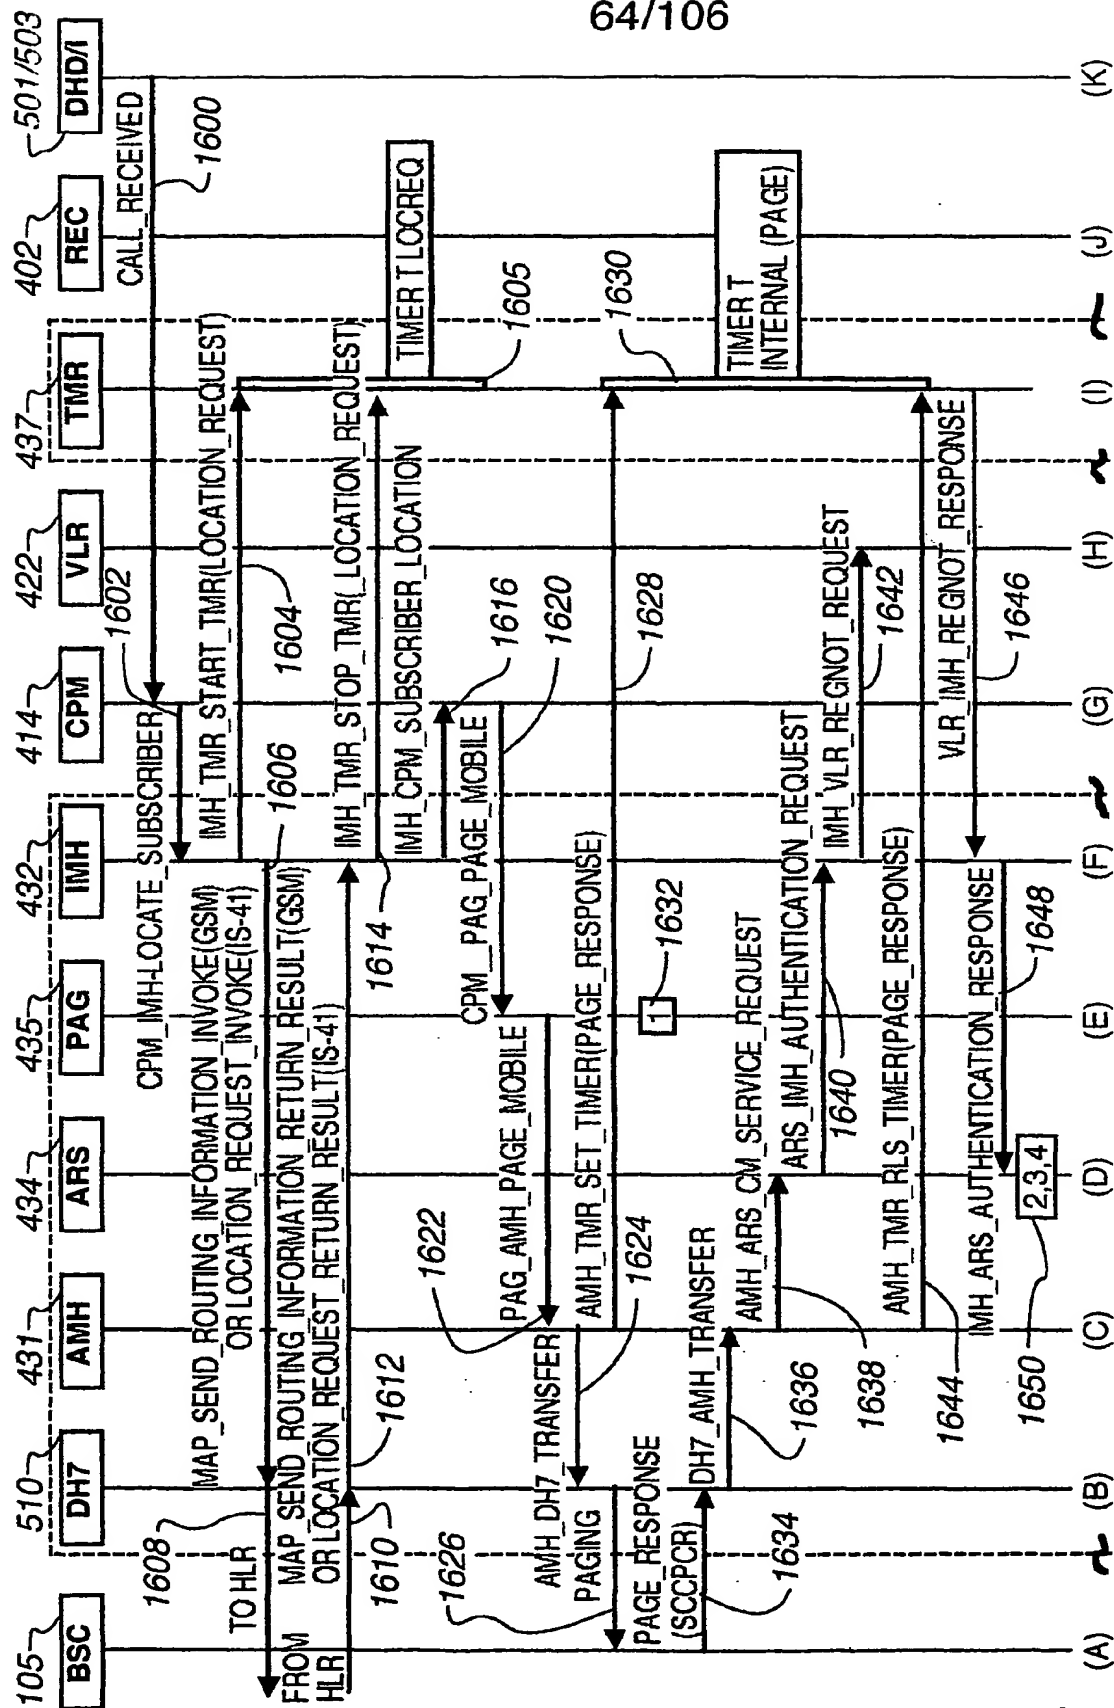 64/106
105
BSC
510
DH7
431
AMH
434
ARS
435
PAG
432
IMH
414
CPM
422
VLR
437
TMR
402
REC
501/503
DHD/I
CALL_RECEIVED
1600
CPM_IMH-LOCATE_SUBSCRIBER
1602
IMH_TMR_START_TMR(LOCATION_REQUEST)
1604
MAP_SEND_ROUTING_INFORMATION_INVOKE(GSM)
OR LOCATION_REQUEST_INVOKE(IS-41)
1606
1608
TO HLR
FROM
HLR
MAP_SEND_ROUTING_INFORMATION_RETURN_RESULT(GSM)
OR LOCATION_REQUEST_RETURN_RESULT(IS-41)
1610
1612
IMH_TMR_STOP_TMR(_LOCATION_REQUEST)
1614
TIMER T LOCREQ
1605
IMH_CPM_SUBSCRIBER_LOCATION
1616
CPM__PAG_PAGE_MOBILE
1620
PAG_AMH_PAGE_MOBILE
1622
AMH_DH7_TRANSFER
1624
PAGING
1626
AMH_TMR_SET_TIMER(PAGE_RESPONSE)
1628
1630
1
1632
TIMER T
INTERNAL (PAGE)
PAGE_RESPONSE
(SCCPCR)
1634
DH7_AMH_TRANSFER
1636
AMH_ARS_CM_SERVICE_REQUEST
1638
ARS_IMH_AUTHENTICATION_REQUEST
1640
IMH_VLR_REGNOT_REQUEST
1642
AMH_TMR_RLS_TIMER(PAGE_RESPONSE)
1644
VLR_IMH_REGNOT_RESPONSE
1646
IMH_ARS_AUTHENTICATION_RESPONSE
1648
2,3,4
1650
(A)
(B)
(C)
(D)
(E)
(F)
(G)
(H)
(I)
(J)
(K)